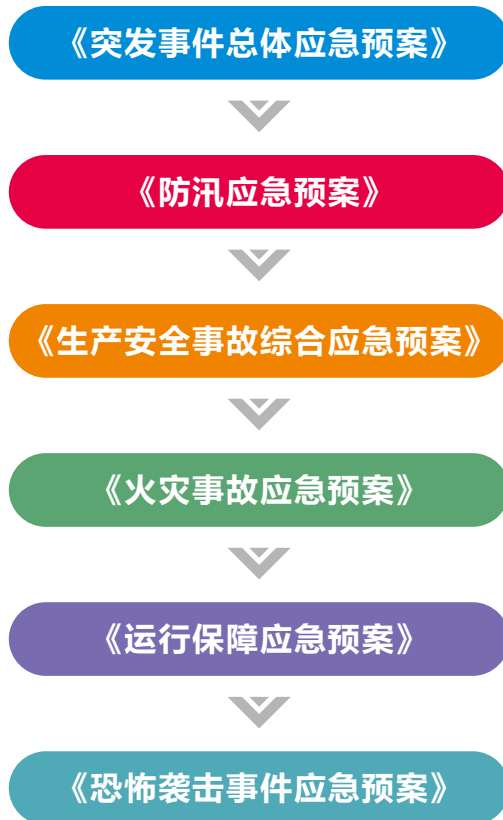 《突发事件总体应急预案》
《防汛应急预案》
《生产安全事故综合应急预案》
《火灾事故应急预案》
《运行保障应急预案》
《恐怖袭击事件应急预案》